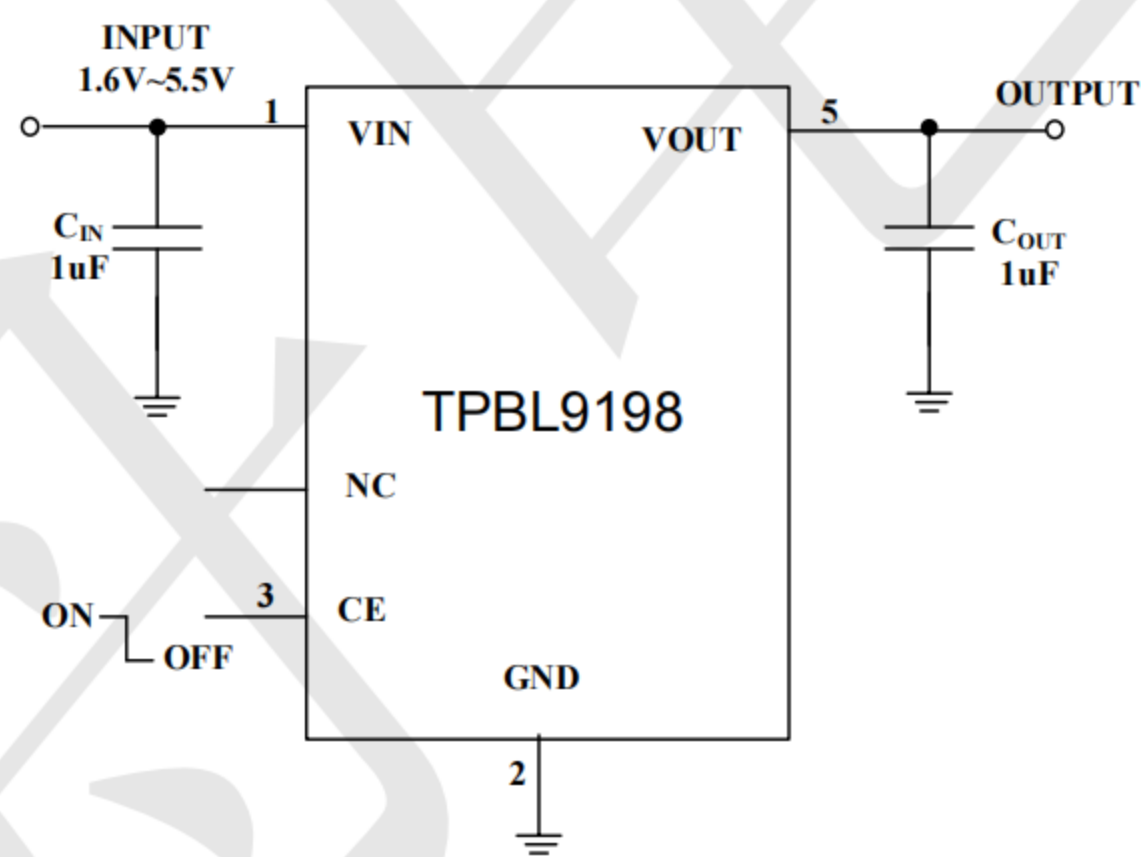 INPUT
1.6V~5.5V
1
VIN
VOUT
5
OUTPUT
CIN
1uF
COUT
1uF
TPBL9198
NC
3
CE
ON
OFF
GND
2